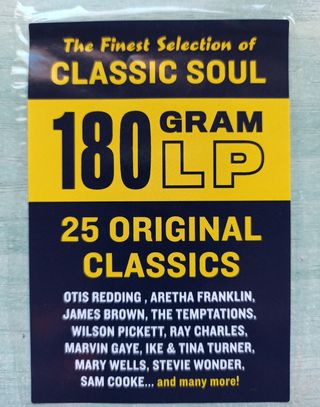 The Finest Selection of
CLASSIC SOUL
180 GRAM
LP
25 ORIGINAL
CLASSICS
OTIS REDDING , ARETHA FRANKLIN,
JAMES BROWN, THE TEMPTATIONS,
WILSON PICKETT, RAY CHARLES,
MARVIN GAYE, IKE & TINA TURNER,
MARY WELLS, STEVIE WONDER,
SAM COOKE... and many more!